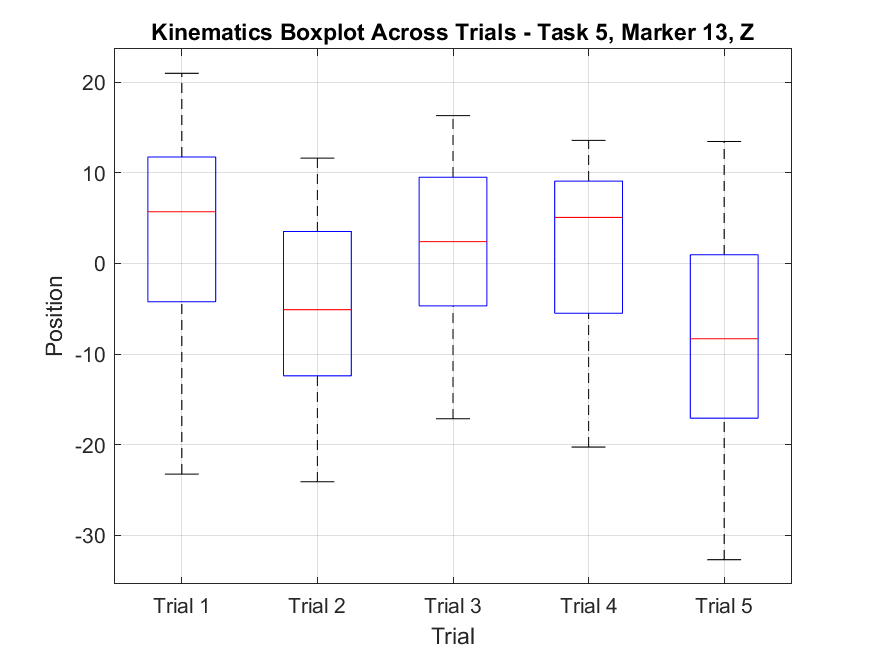 Kinematics Boxplot Across Trials - Task 5, Marker 13, Z
20
10
0
-10
-20
-30
Position
Trial 1 Trial 2 Trial 3 Trial 4 Trial 5
Trial